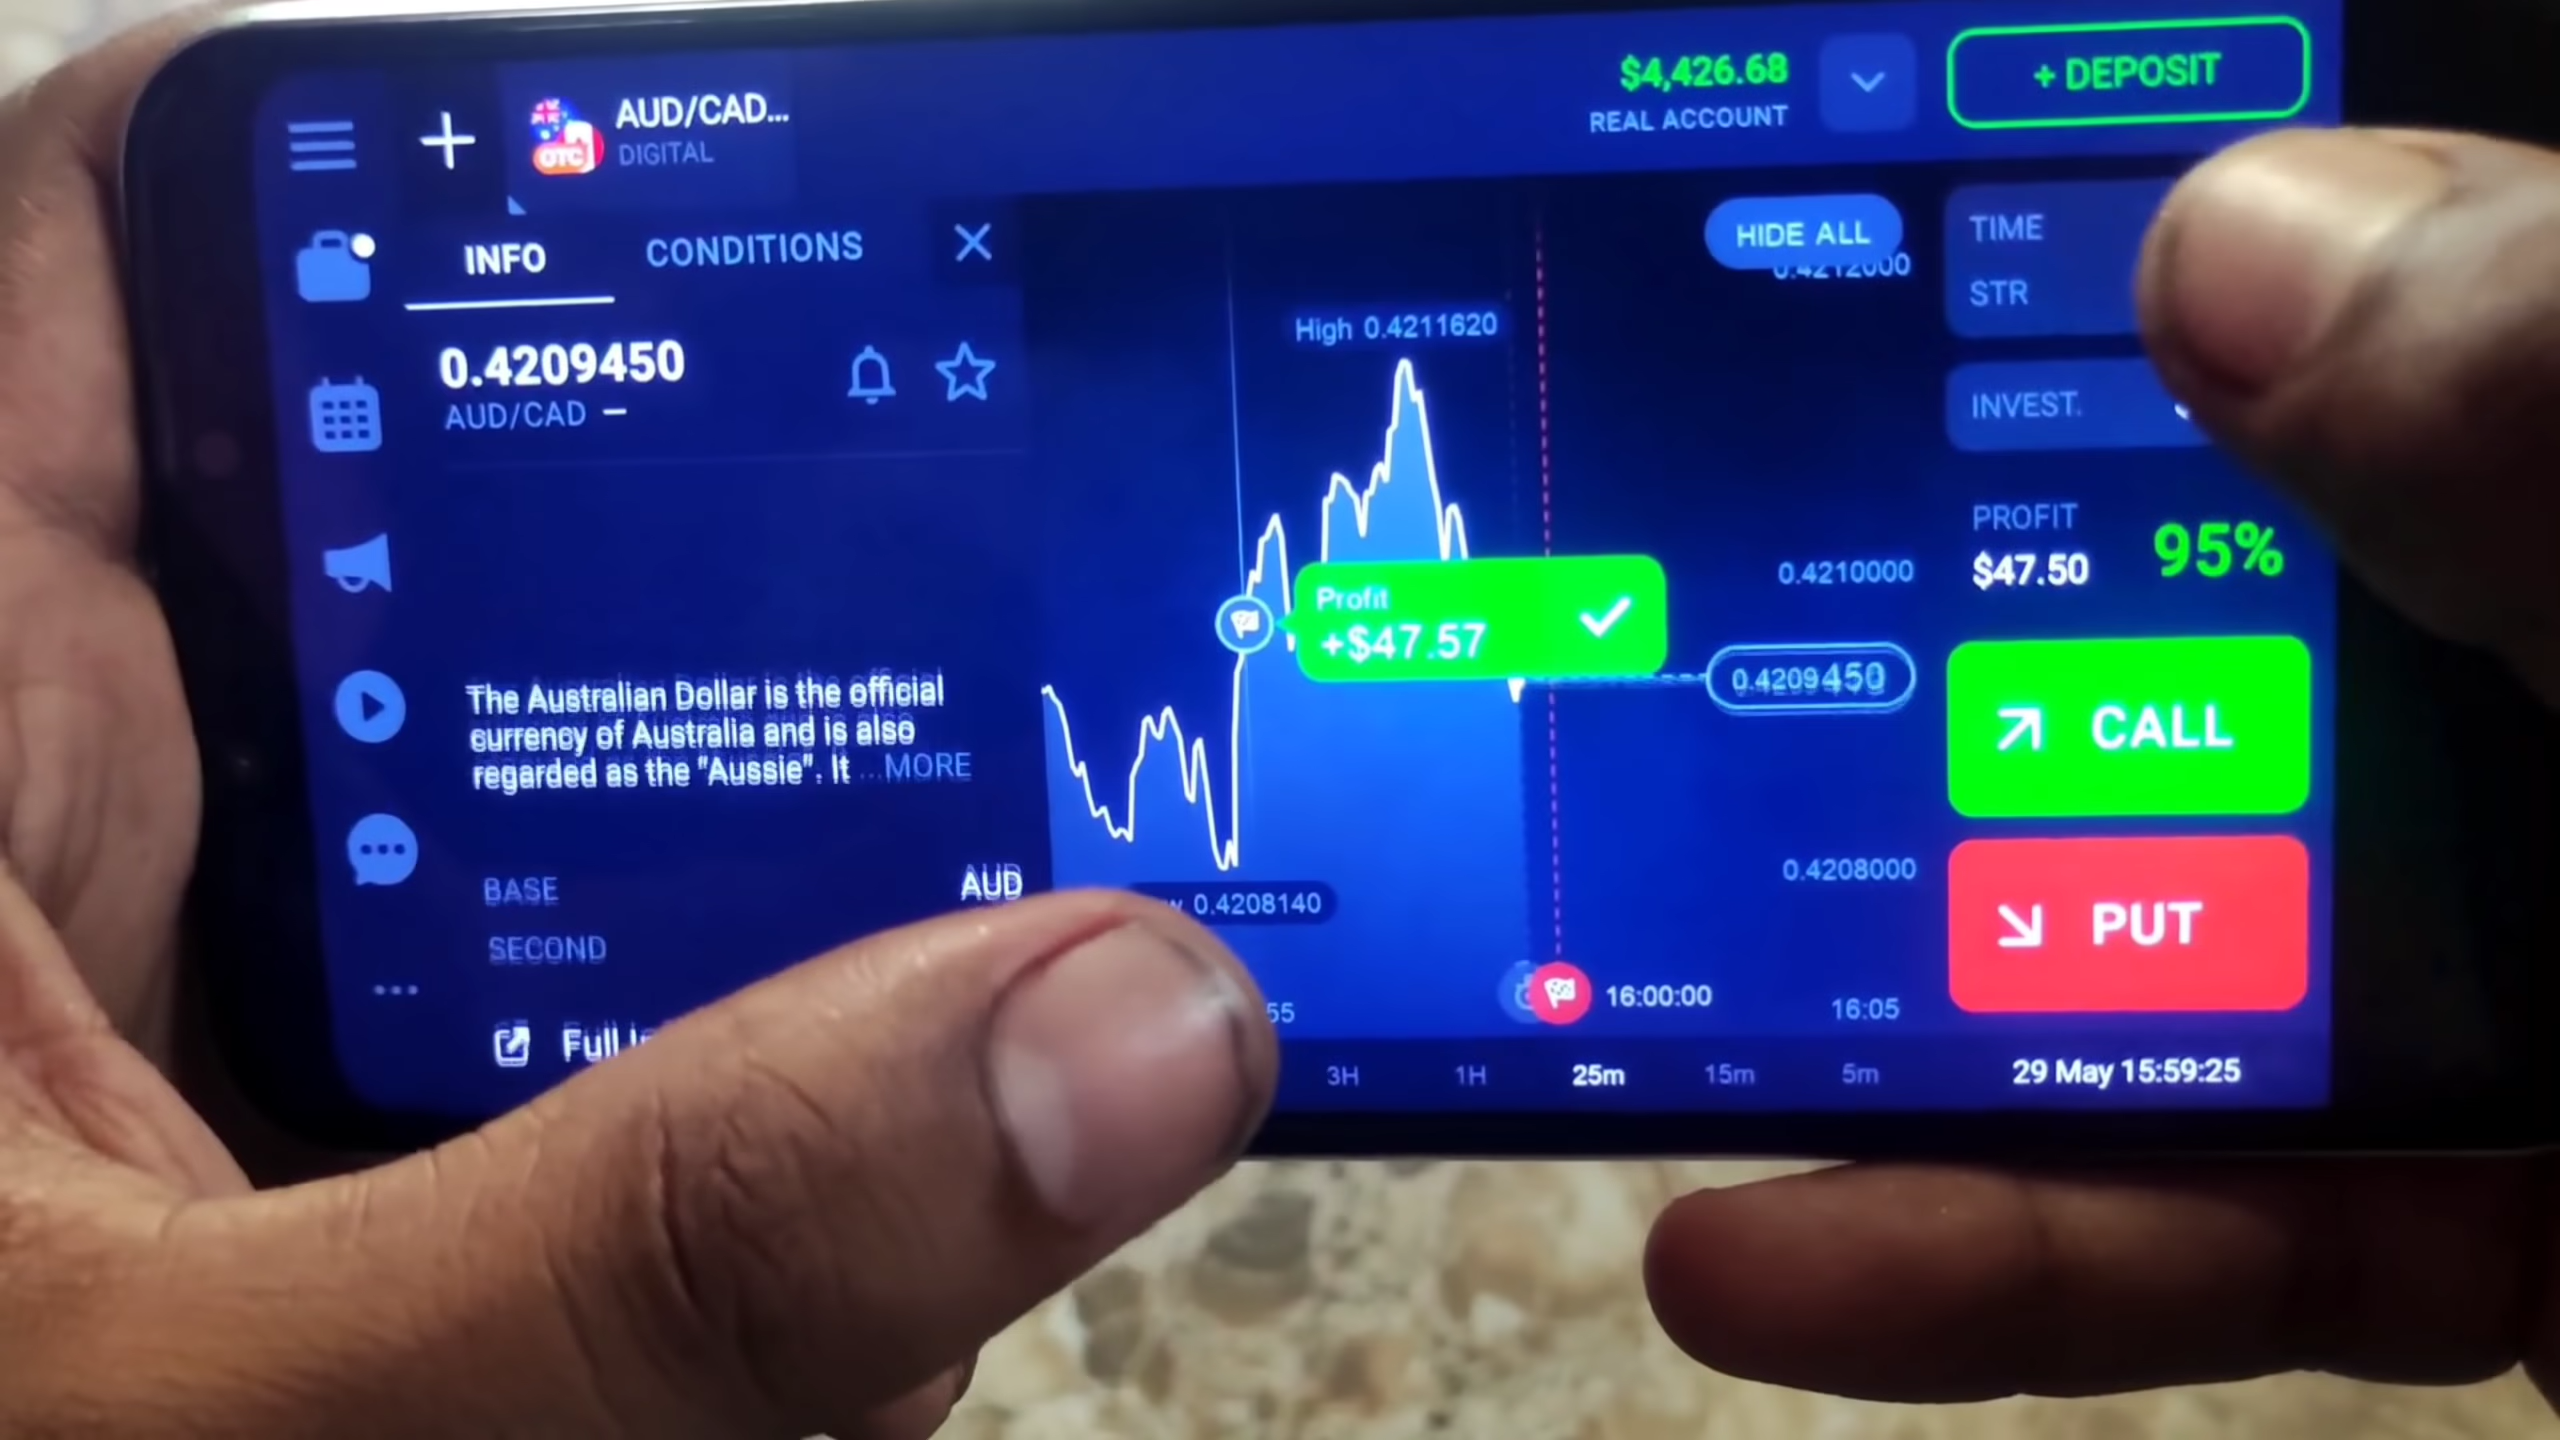 AUD/CAD...
OTC
DIGITAL
$4,426.68
REAL ACCOUNT
+ DEPOSIT
INFO
CONDITIONS
0.4209450
AUD/CAD –
The Australian Dollar is the official
currency of Australia and is also
regarded as the "Aussie". It ...MORE
BASE AUD
SECOND
Full
HIDE ALL
0.4212000
High 0.4211620
Profit
+$47.57
0.4210000
0.4209450
0.4208000
0.4208140
55
16:00:00
16:05
3H 1H 25m 15m 5m
TIME
STR
INVEST.
PROFIT
$47.50
95%
CALL
PUT
29 May 15:59:25